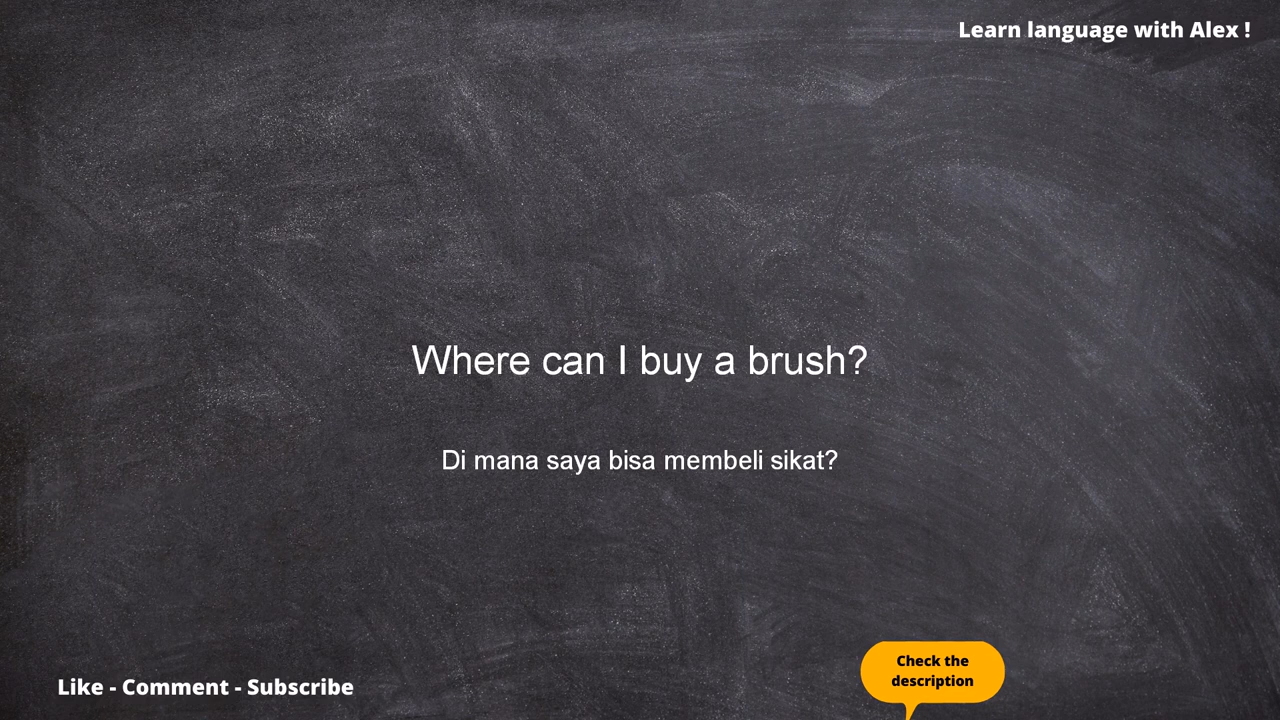 Learn language with Alex !
Where can I buy a brush?
Di mana saya bisa membeli sikat?
Like - Comment - Subscribe
Check the
description